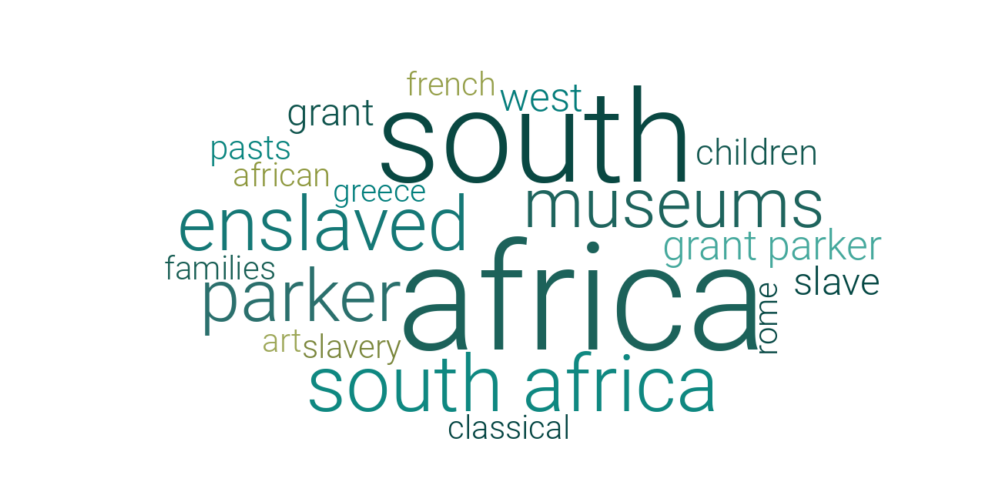 french
west
grant
south
children
pasts
african
greece
museums
enslaved
grant parker
families
parker
africa
slave
rome
art
slavery
south africa
classical